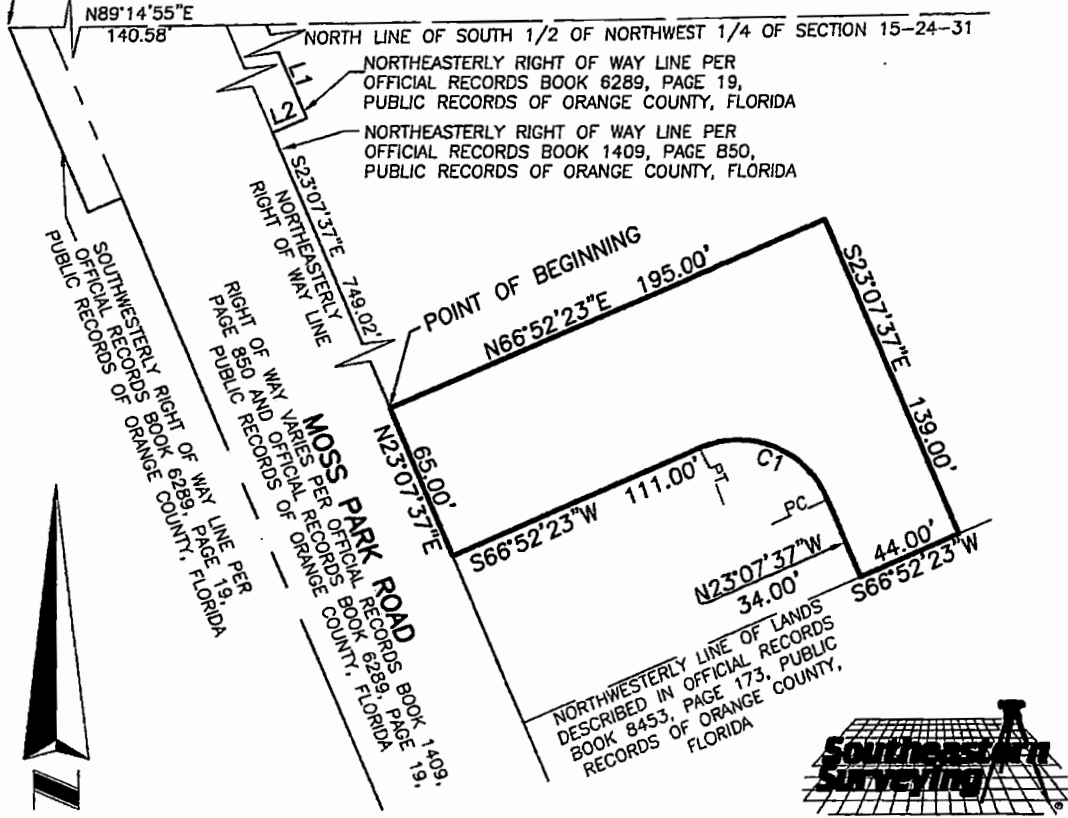 N89°14'55"E
140.58'
NORTH LINE OF SOUTH 1/2 OF NORTHWEST 1/4 OF SECTION 15-24-31
L1
L2
NORTHEASTERLY RIGHT OF WAY LINE PER
OFFICIAL RECORDS BOOK 6289, PAGE 19,
PUBLIC RECORDS OF ORANGE COUNTY, FLORIDA
NORTHEASTERLY RIGHT OF WAY LINE PER
OFFICIAL RECORDS BOOK 1409, PAGE 850,
PUBLIC RECORDS OF ORANGE COUNTY, FLORIDA
S23°07'37"E 749.02'
NORTHEASTERLY
RIGHT OF WAY LINE
SOUTHWESTERLY RIGHT OF WAY LINE PER
OFFICIAL RECORDS BOOK 6289, PAGE 19,
PUBLIC RECORDS OF ORANGE COUNTY, FLORIDA
MOSS PARK ROAD
RIGHT OF WAY VARIES PER OFFICIAL RECORDS BOOK 1409,
PAGE 850 AND OFFICIAL RECORDS BOOK 6289, PAGE 19,
PUBLIC RECORDS OF ORANGE COUNTY, FLORIDA
POINT OF BEGINNING
N66°52'23"E 195.00'
S23°07'37"E 139.00'
65.00'
N23°07'37"E
S66°52'23"W 111.00'
PT
C1
PC
N23°07'37"W
34.00'
44.00'
S66°52'23"W
NORTHWESTERLY LINE OF LANDS
DESCRIBED IN OFFICIAL RECORDS
BOOK 8453, PAGE 173, PUBLIC
RECORDS OF ORANGE COUNTY,
FLORIDA
N
Southeastern
Surveying
®